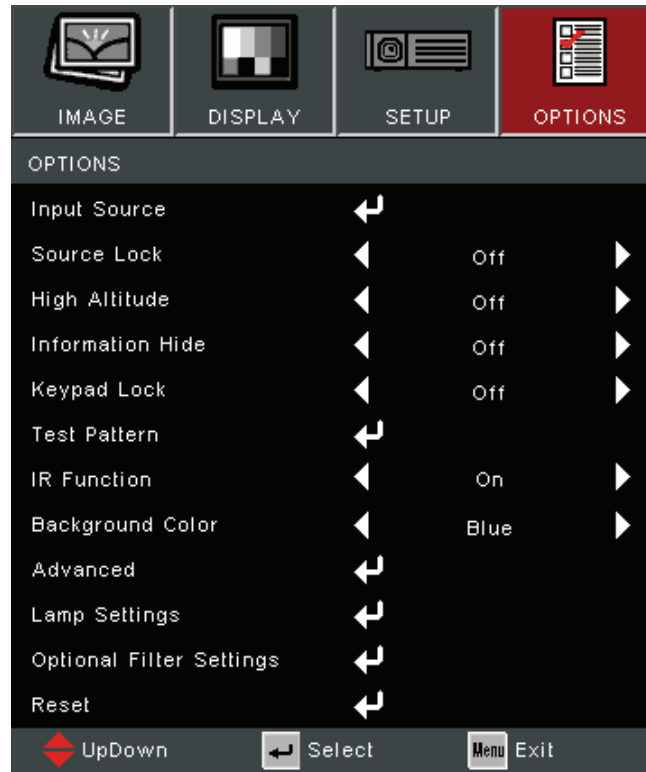 IMAGE DISPLAY SETUP OPTIONS
OPTIONS
Input Source
Source Lock Off
High Altitude Off
Information Hide Off
Keypad Lock Off
Test Pattern
IR Function On
Background Color Blue
Advanced
Lamp Settings
Optional Filter Settings
Reset
UpDown Select Menu Exit